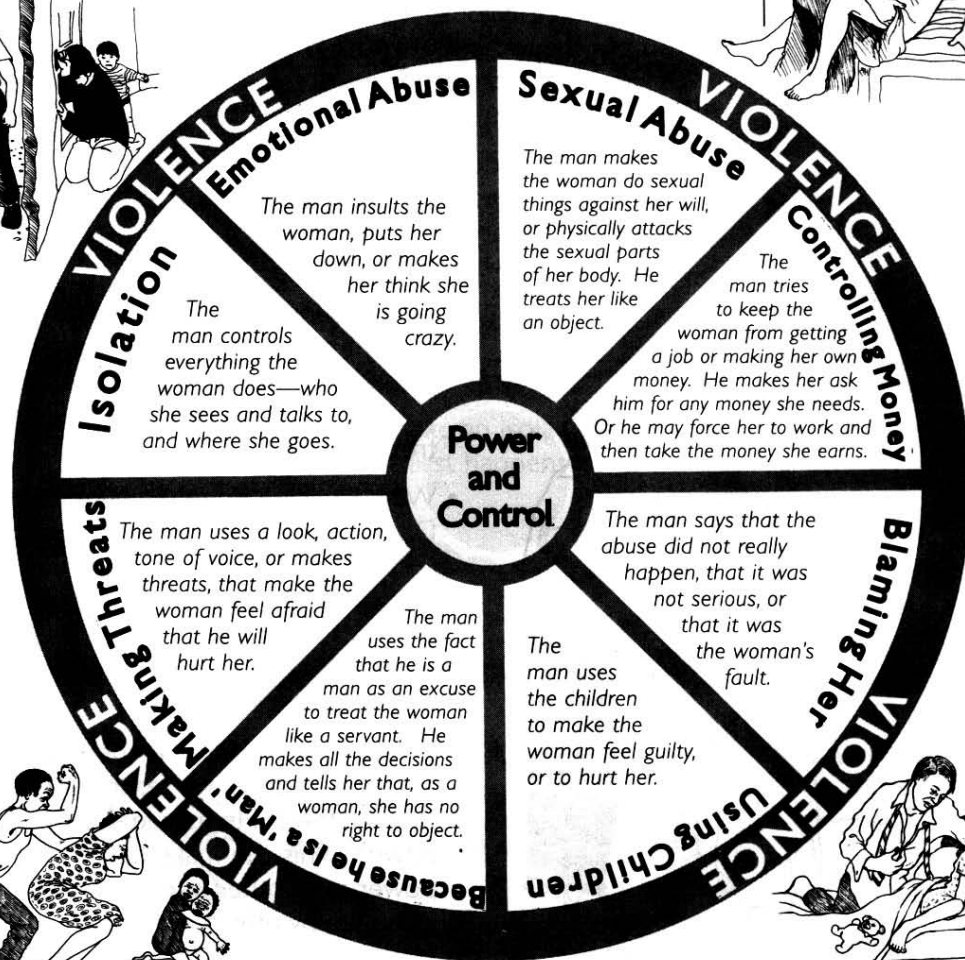 VIOLENCE
Emotional Abuse
The man insults the
woman, puts her
down, or makes
her think she
is going
crazy.
VIOLENCE
Sexual Abuse
The man makes
the woman do sexual
things against her will,
or physically attacks
the sexual parts
of her body. He
treats her like
an object.
Controlling Money
The
man tries
to keep the
woman from getting
a job or making her own
money. He makes her ask
him for any money she needs.
Or he may force her to work and
then take the money she earns.
Blaming Her
The man says that the
abuse did not really
happen, that it was
not serious, or
that it was
the woman's
fault.
VIOLENCE
Using Children
The
man uses
the children
to make the
woman feel guilty,
or to hurt her.
Because he Is a 'Man'
The man
uses the fact
that he is a
man as an excuse
to treat the woman
like a servant. He
makes all the decisions
and tells her that, as a
woman, she has no
right to object.
VIOLENCE
Making Threats
The man uses a look, action,
tone of voice, or makes
threats, that make the
woman feel afraid
that he will
hurt her.
Isolation
The
man controls
everything the
woman does—who
she sees and talks to,
and where she goes.
Power
and
Control